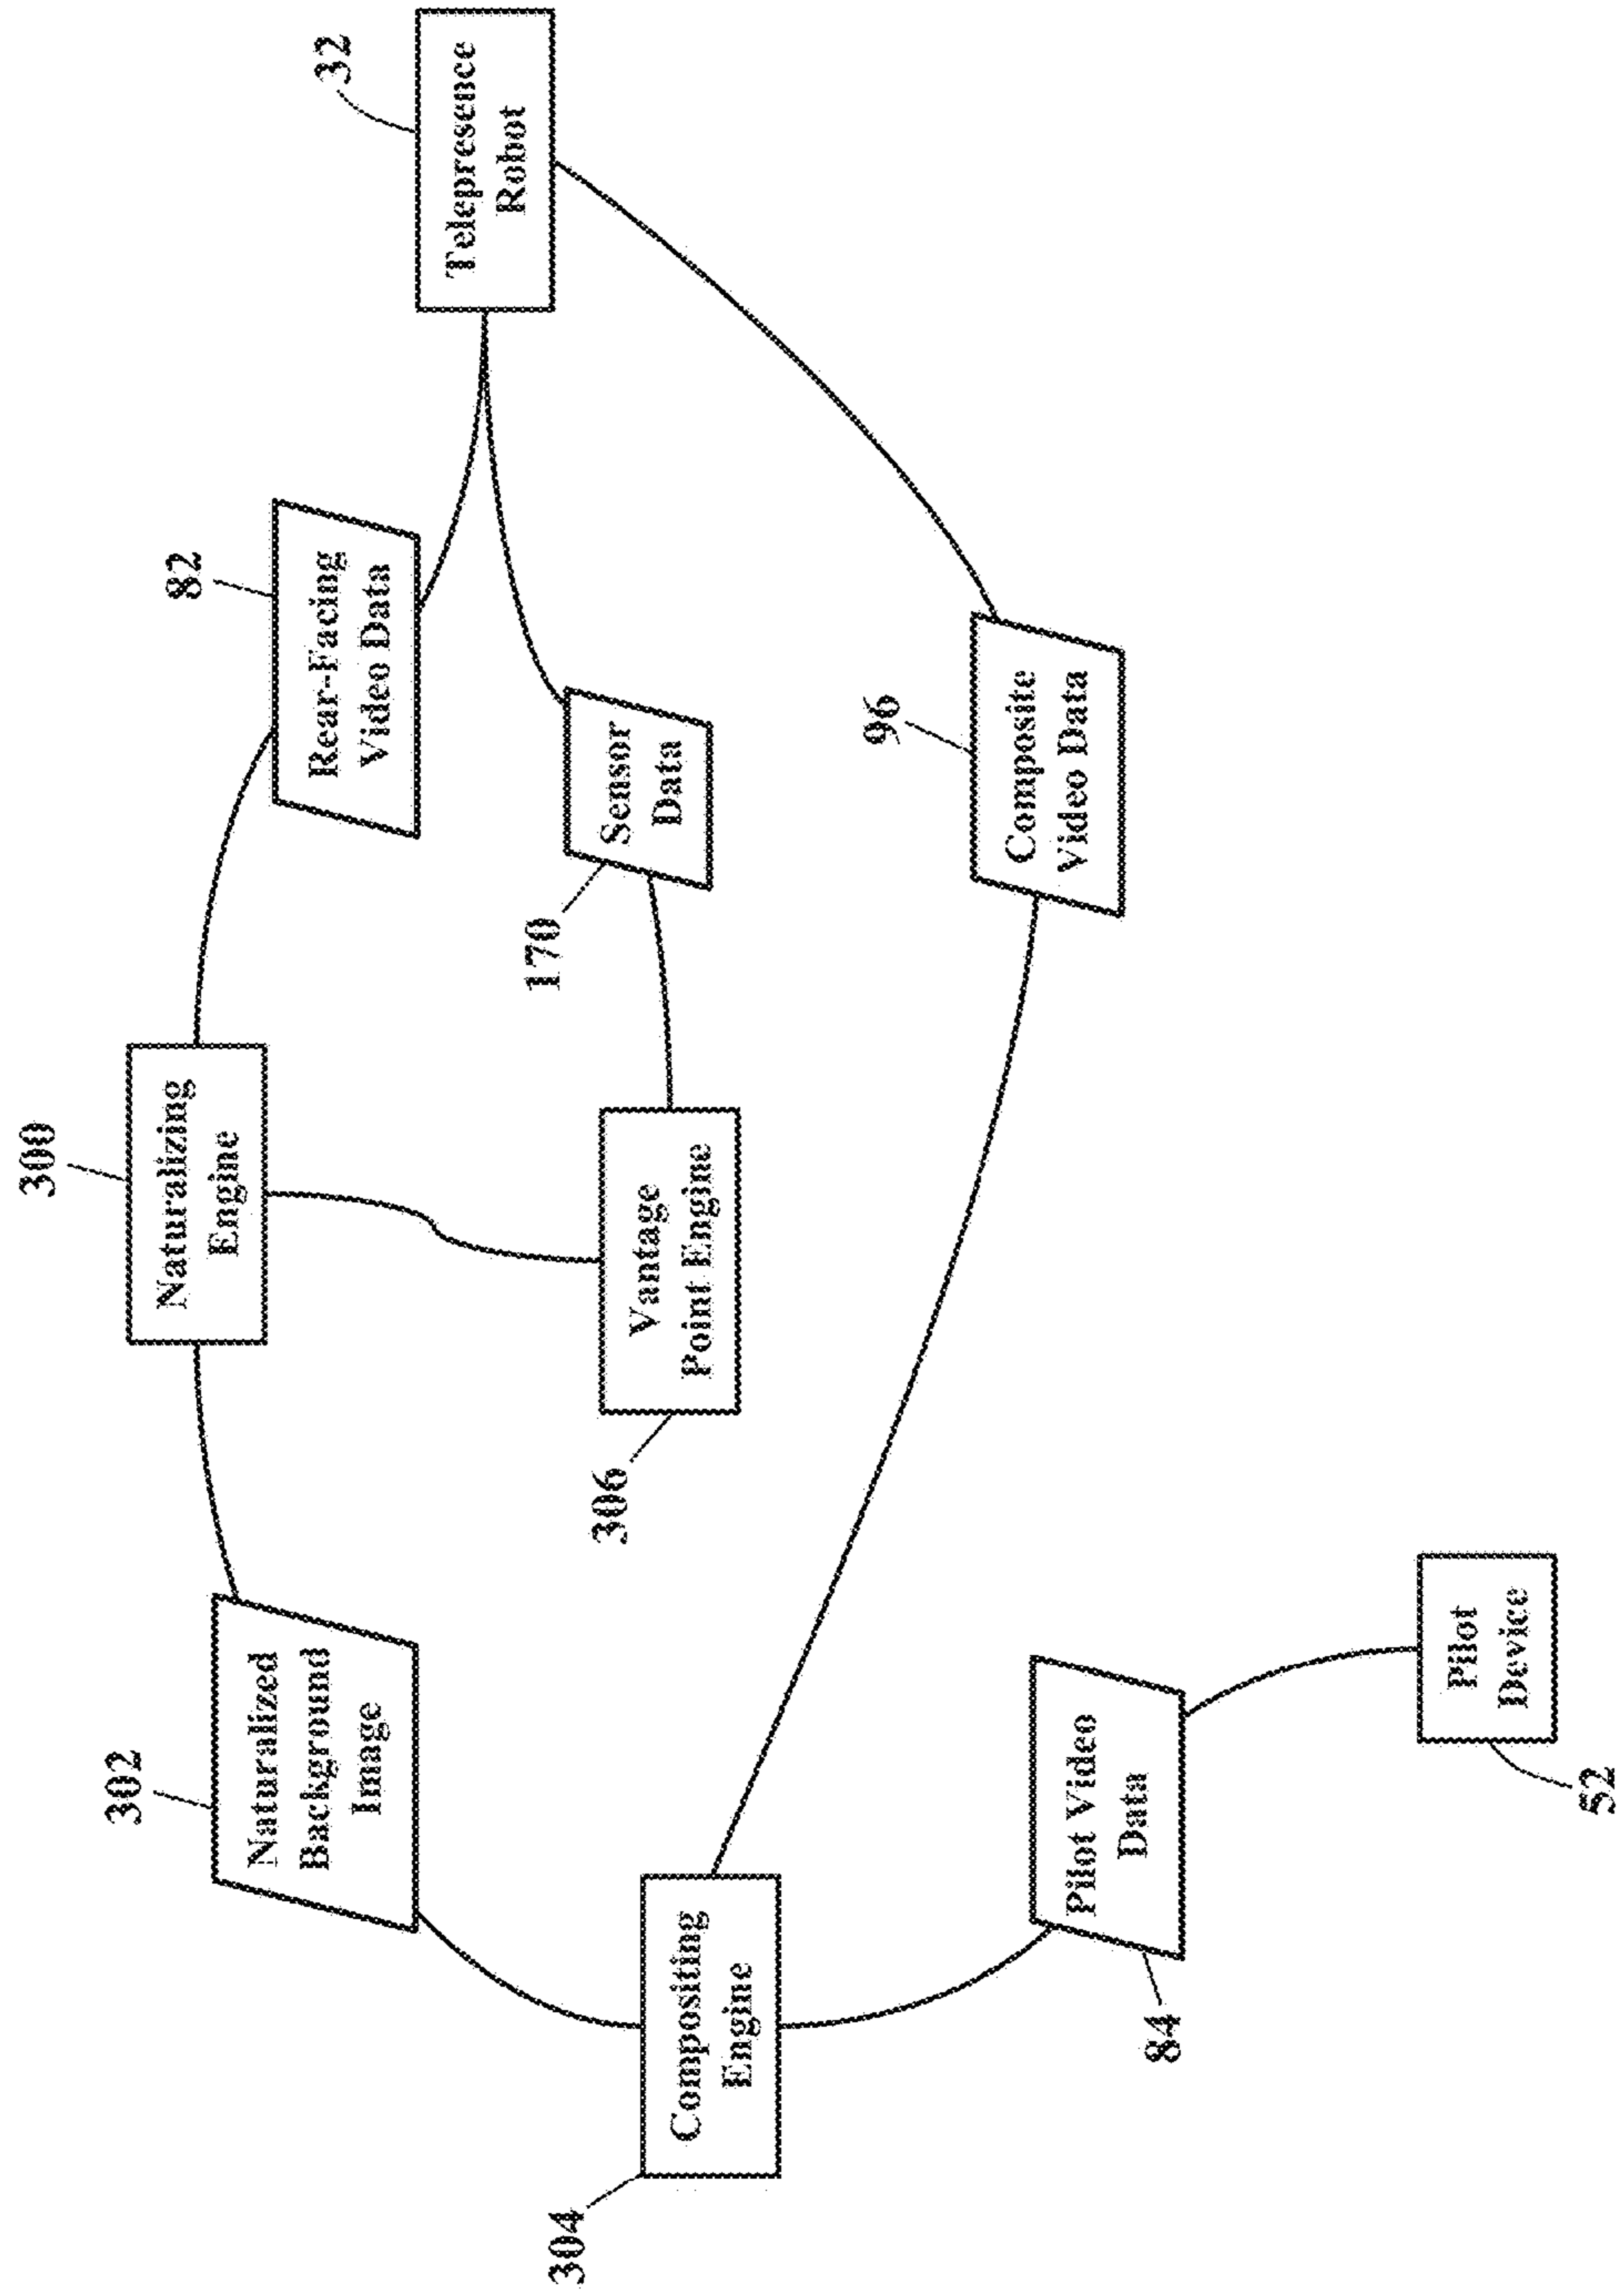 300
Naturalizing
Engine
302
Naturalized
Background
Image
82
Rear-Facing
Video Data
32
Telepresence
Robot
170
Sensor
Data
306
Vantage
Point Engine
304
Compositing
Engine
96
Composite
Video Data
84
Pilot Video
Data
52
Pilot
Device